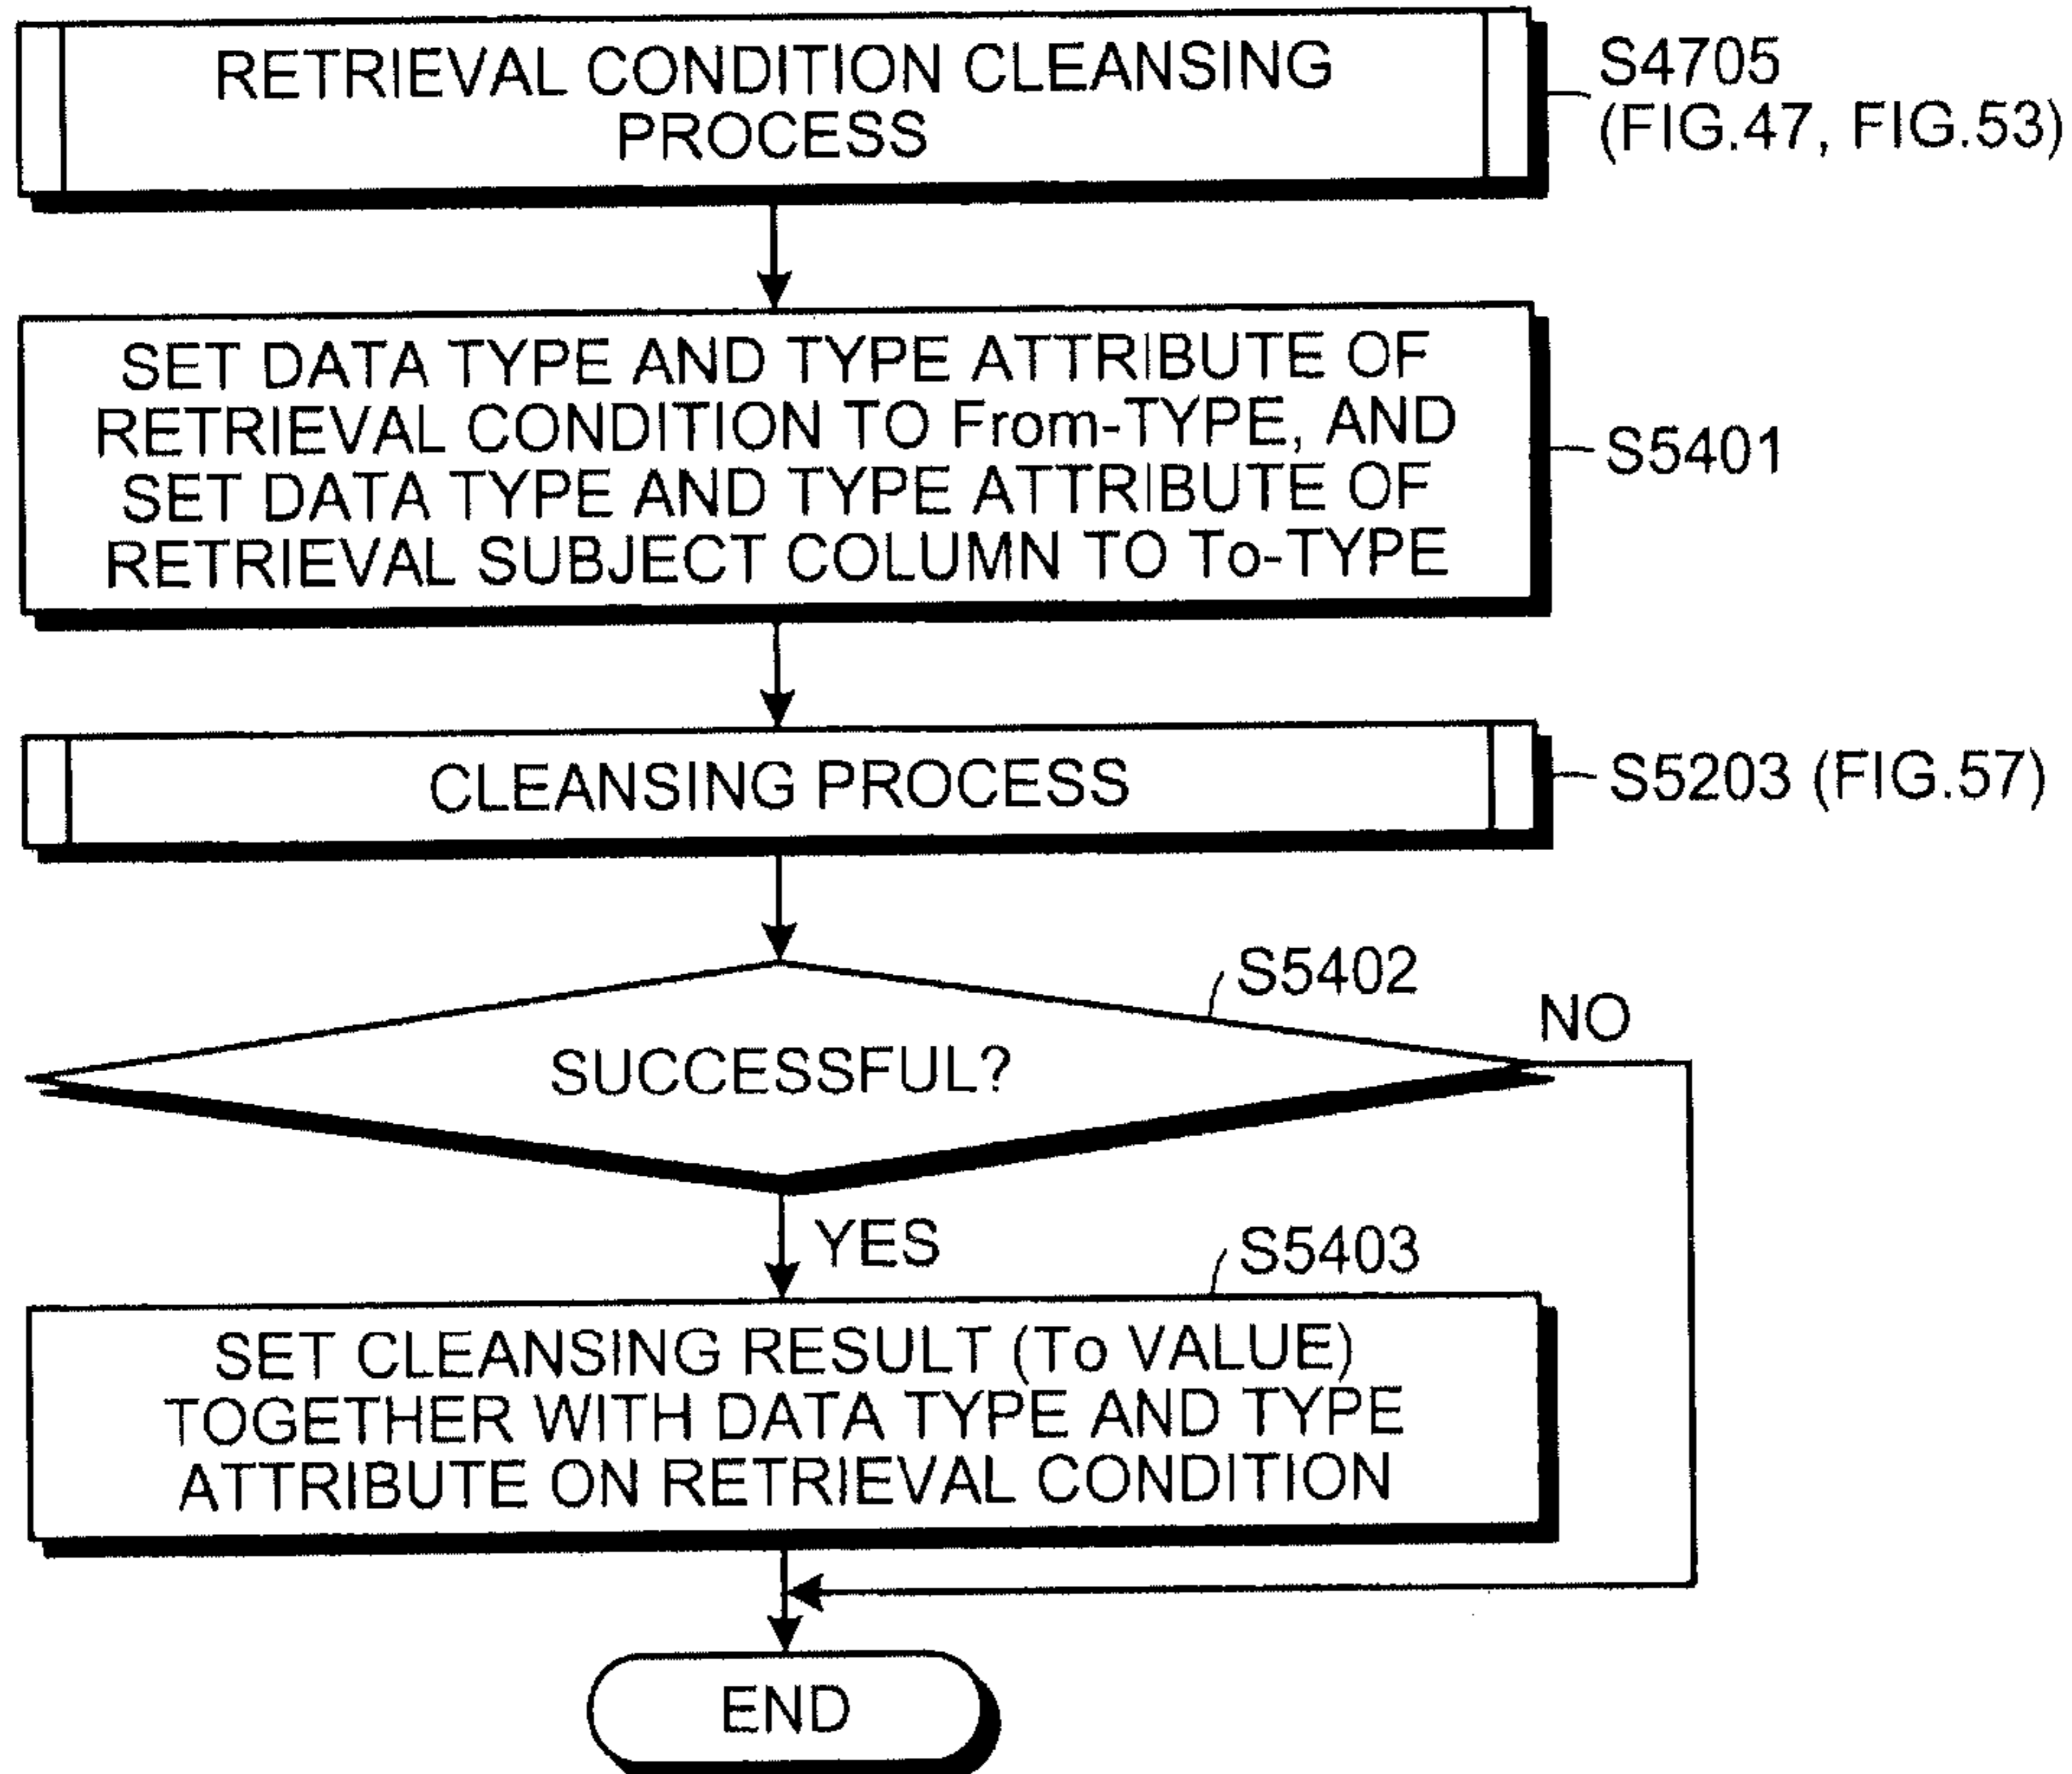 RETRIEVAL CONDITION CLEANSING
PROCESS
S4705
(FIG.47, FIG.53)
SET DATA TYPE AND TYPE ATTRIBUTE OF
RETRIEVAL CONDITION TO From-TYPE, AND
SET DATA TYPE AND TYPE ATTRIBUTE OF
RETRIEVAL SUBJECT COLUMN TO To-TYPE
S5401
CLEANSING PROCESS
S5203 (FIG.57)
S5402
NO
SUCCESSFUL?
YES
S5403
SET CLEANSING RESULT (To VALUE)
TOGETHER WITH DATA TYPE AND TYPE
ATTRIBUTE ON RETRIEVAL CONDITION
END